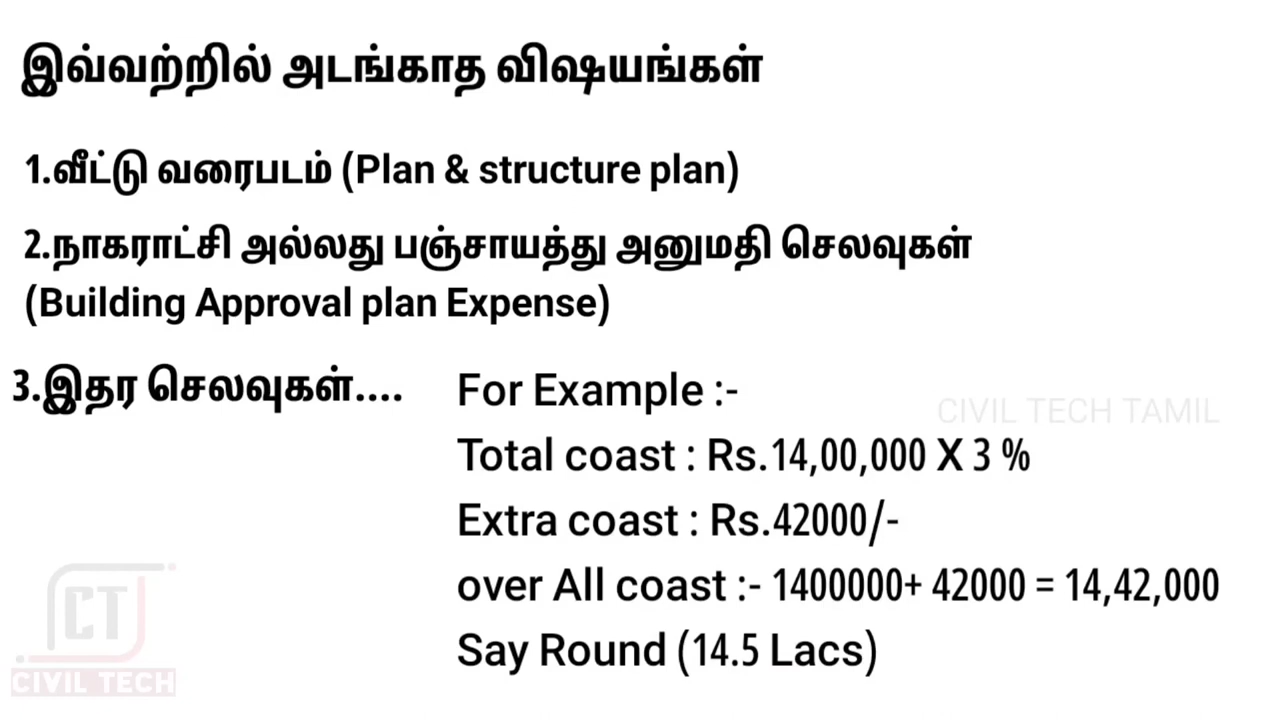 இவ்வற்றில் அடங்காத விஷயங்கள்
1.வீட்டு வரைபடம் (Plan & structure plan)
2.நாகராட்சி அல்லது பஞ்சாயத்து அனுமதி செலவுகள்
(Building Approval plan Expense)
3.இதர செலவுகள்....
For Example :-
CIVIL TECH TAMIL
Total coast : Rs.14,00,000 X 3 %
Extra coast : Rs.42000/-
over All coast :- 1400000+ 42000 = 14,42,000
Say Round (14.5 Lacs)
CT
CIVIL TECH